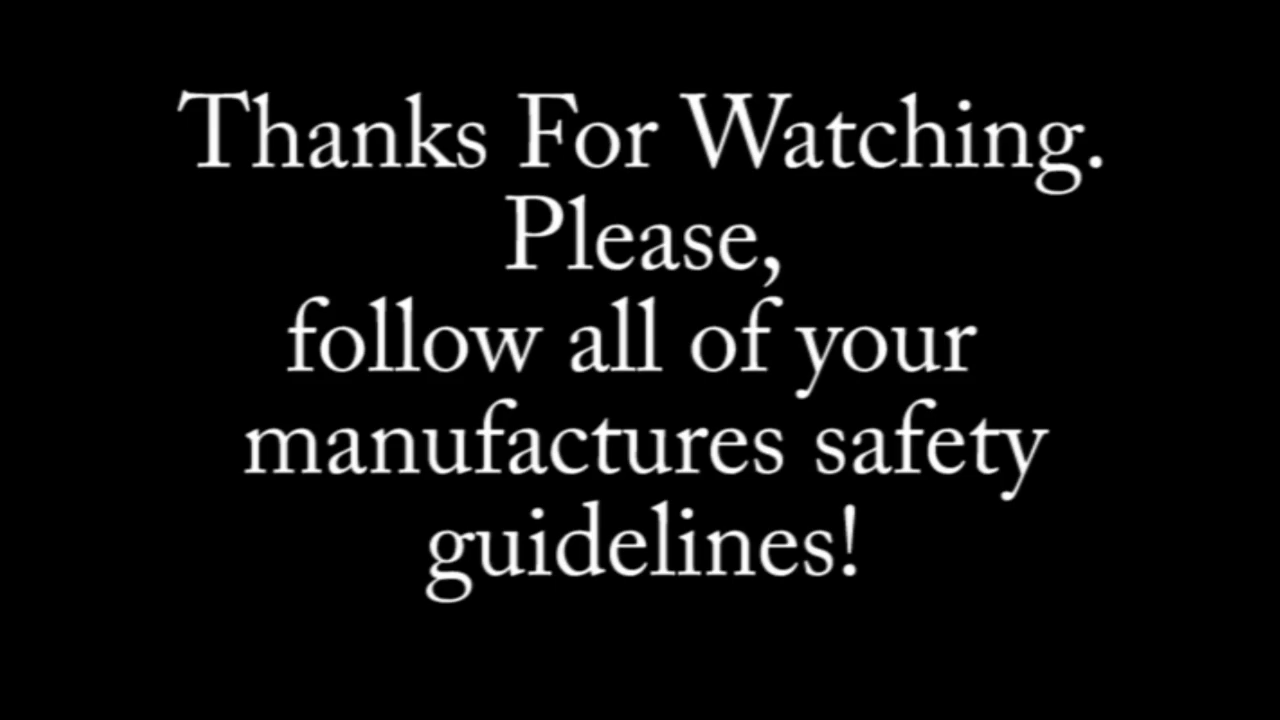 Thanks For Watching.
Please,
follow all of your
manufactures safety
guidelines!